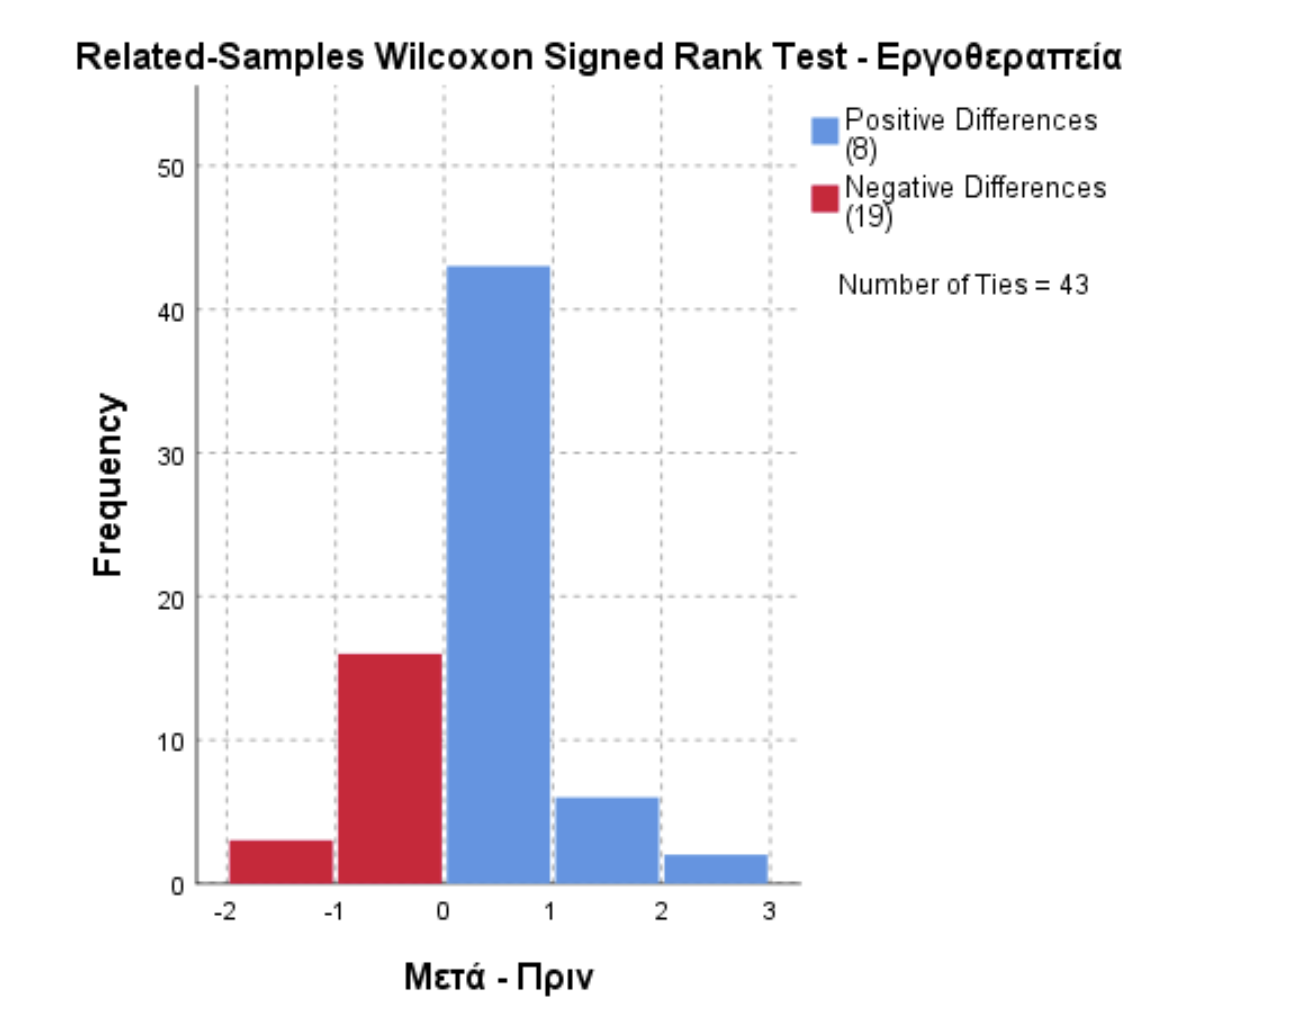 Related-Samples Wilcoxon Signed Rank Test - Εργοθεραπεία
Positive Differences
(8)
Negative Differences
(19)
Number of Ties = 43
Frequency
50
40
30
20
10
0
-2 -1 0 1 2 3
Μετά - Πριν